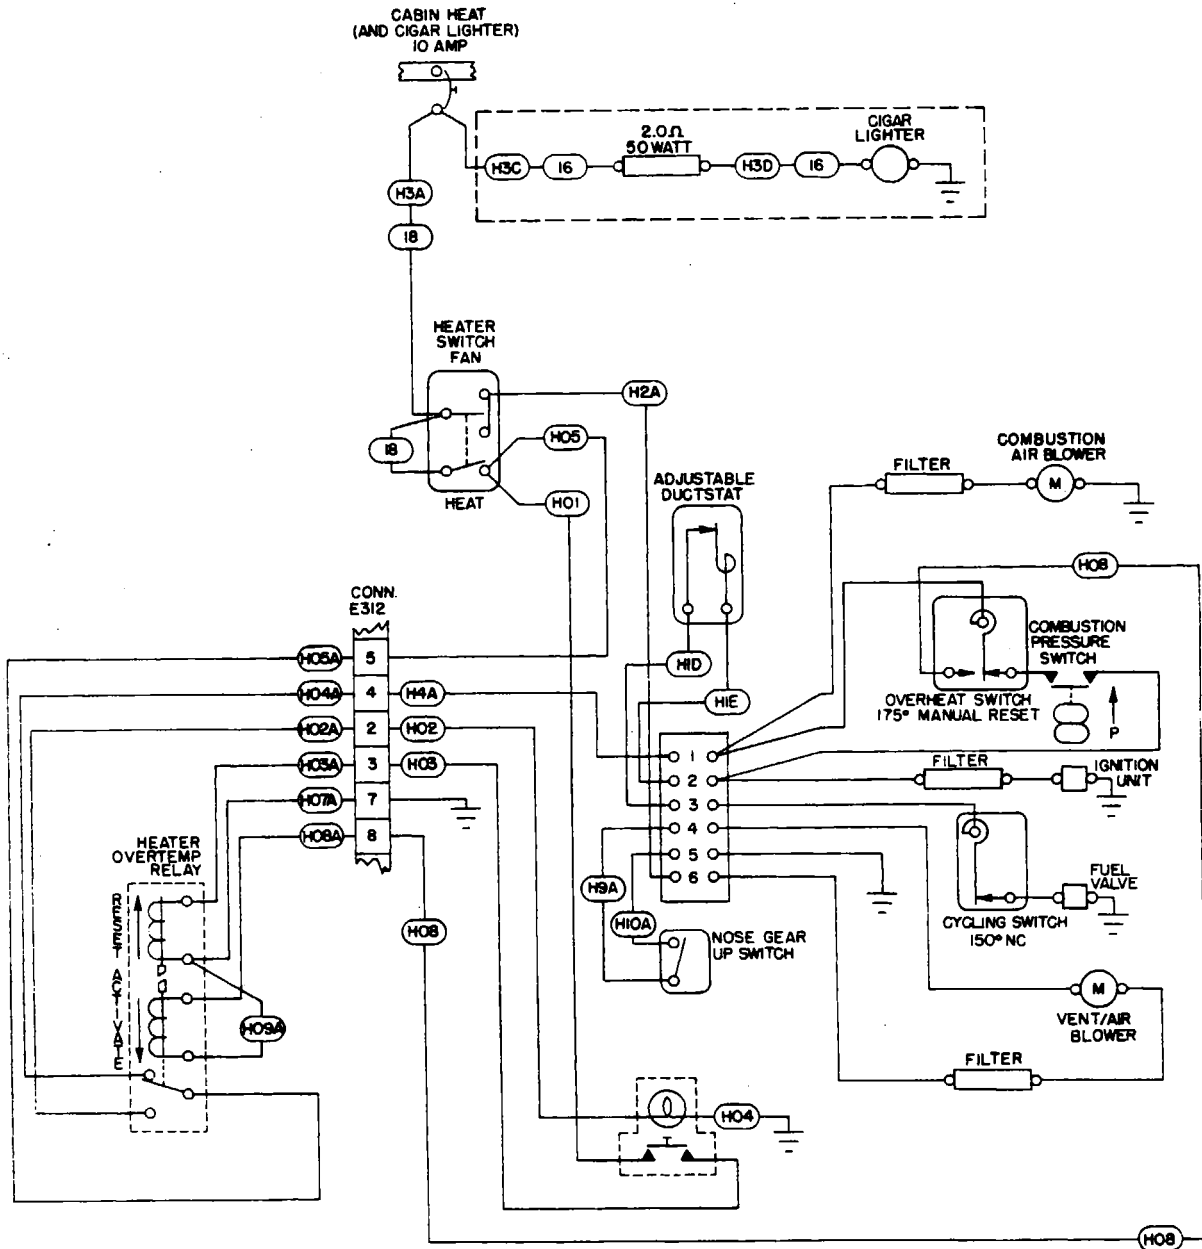 CABIN HEAT
(AND CIGAR LIGHTER)
10 AMP
2.0Ω
50 WATT
CIGAR
LIGHTER
H3C
16
H3D
16
H3A
18
HEATER
SWITCH
FAN
H2A
18
H05
HEAT
H01
ADJUSTABLE
DUCTSTAT
FILTER
COMBUSTION
AIR BLOWER
M
H08
CONN.
E312
COMBUSTION
PRESSURE
SWITCH
OVERHEAT SWITCH
175° MANUAL RESET
P
H05A
5
H1D
H04A
4
H4A
H1E
H02A
2
H02
H03A
3
H03
H07A
7
H08A
8
1
2
3
4
5
6
FILTER
IGNITION
UNIT
HEATER
OVERTEMP
RELAY
RESET ACTIVATE
H09A
H08
H9A
H10A
NOSE GEAR
UP SWITCH
FUEL
VALVE
CYCLING SWITCH
150° NC
M
VENT/AIR
BLOWER
FILTER
H04
H08